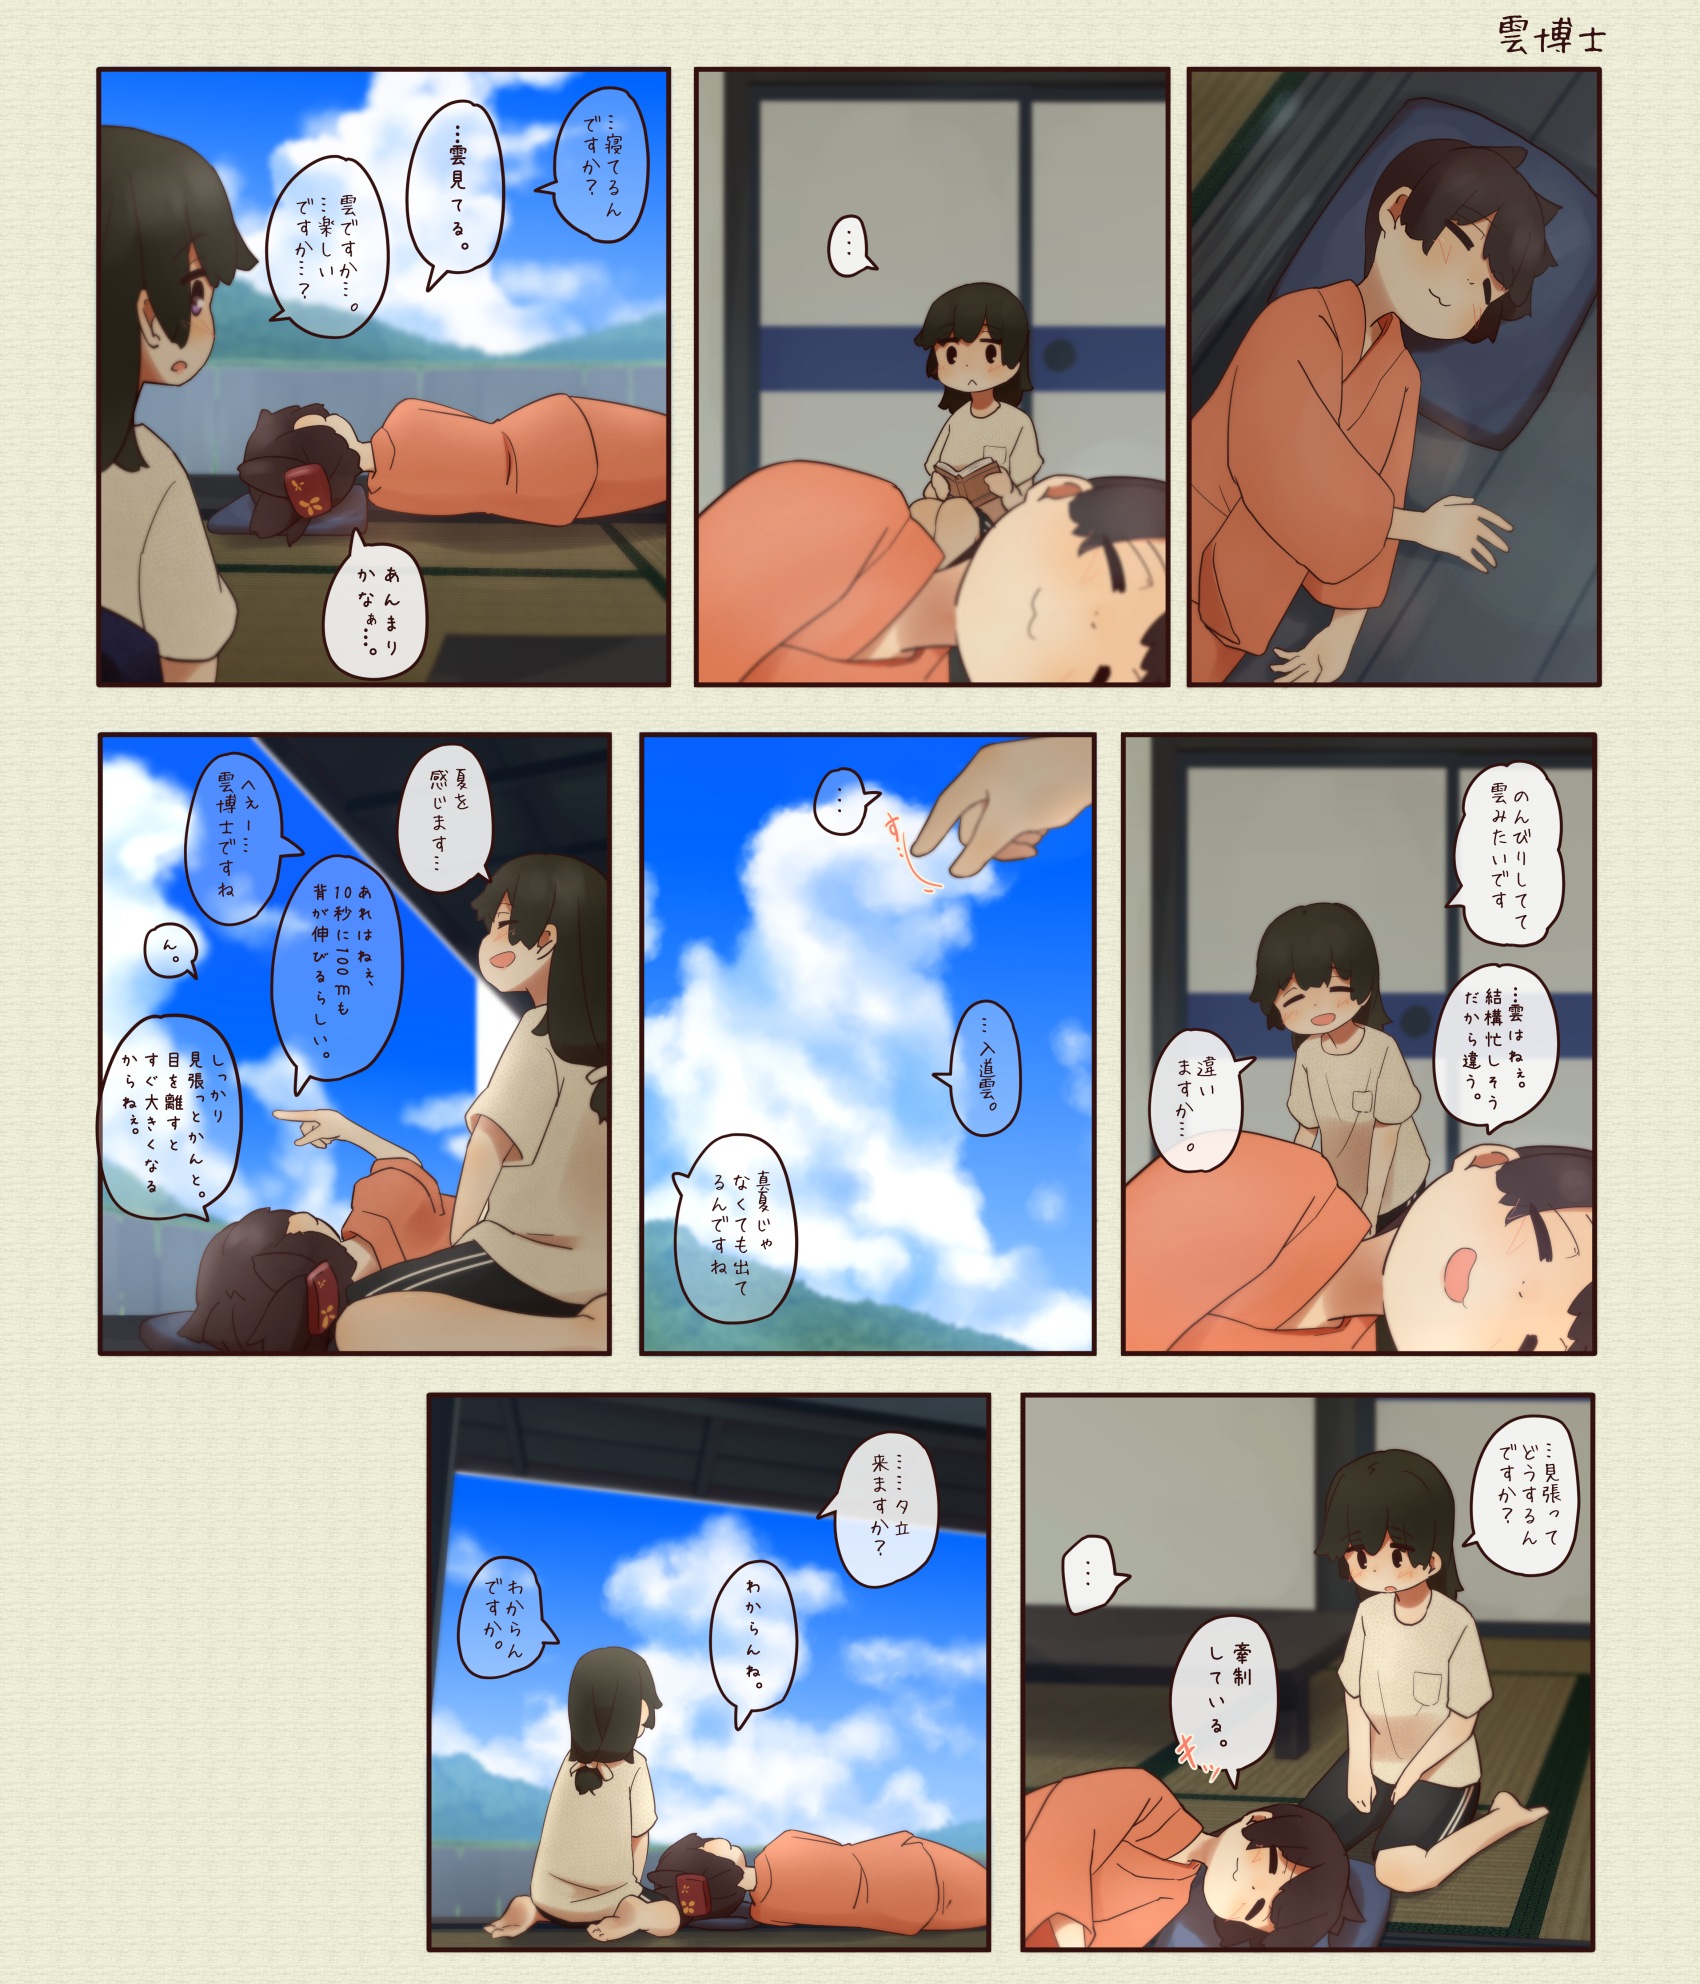 雲博士
…
…寝てるん
ですか?
…雲見てる。
雲ですか…。
…楽しい
ですか…?
あんまり
かなぁ…。
のんびりしてて
雲みたいです
…雲はねぇ。
結構忙しそう
だから違う。
違い
ますか…。
…
す…
…入道雲。
真夏じゃ
なくても出て
るんですね
夏を
感じます…
あれはねぇ、
10秒に100mも
背が伸びるらしい。
へぇー…
雲博士ですね
ん。
しっかり
見張っとかんと。
目を離すと
すぐ大きくなる
からねぇ。
…見張って
どうするん
ですか?
…
牽制
している。
キッ
……夕立
来ますか?
わからんね。
わからん
ですか。